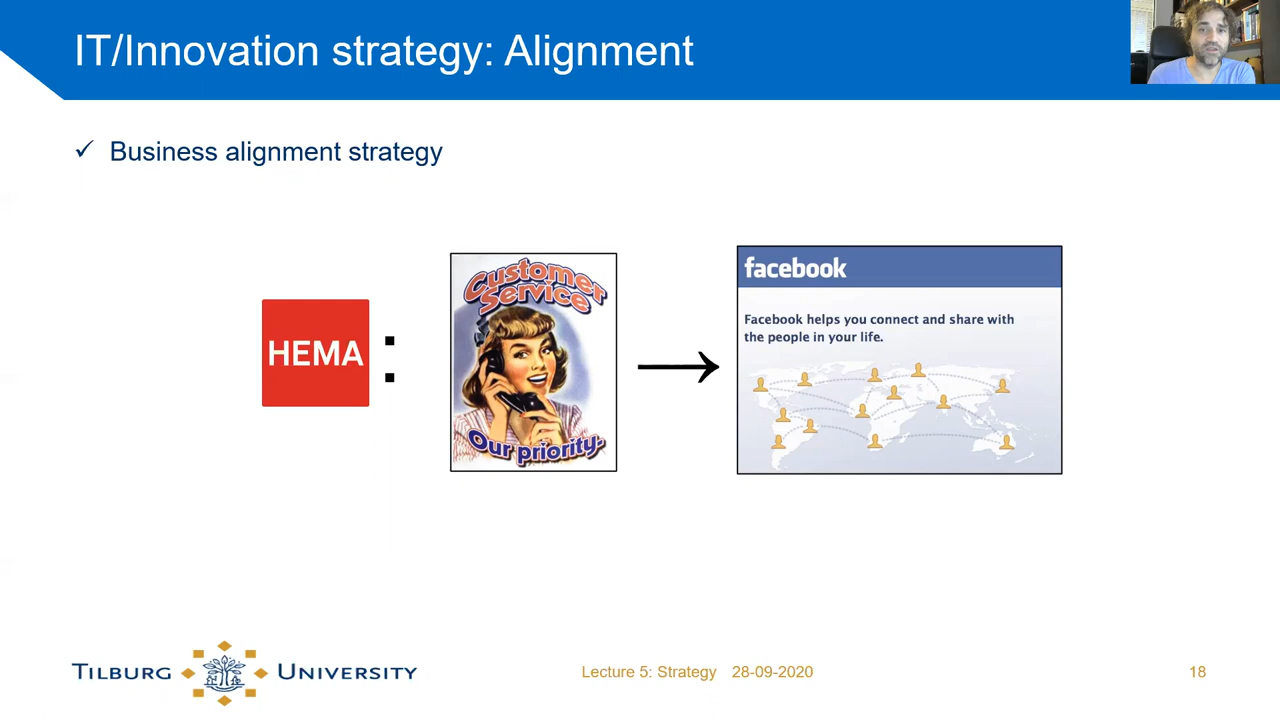 IT/Innovation strategy: Alignment
✓ Business alignment strategy
HEMA
:
Customer
Service
Our priority.
facebook
Facebook helps you connect and share with
the people in your life.
TILBURG UNIVERSITY
Lecture 5: Strategy 28-09-2020
18